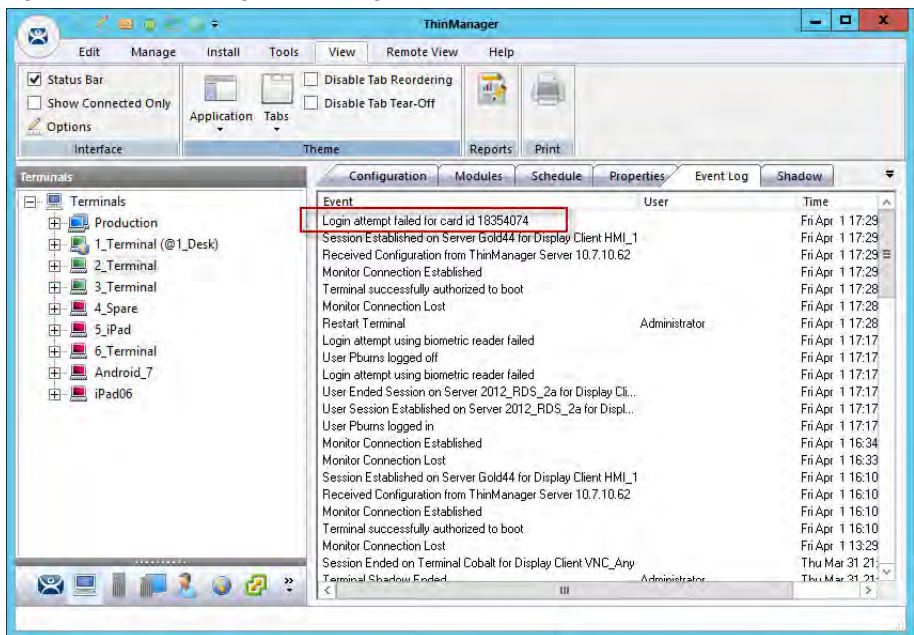 ThinManager
Edit Manage Install Tools View Remote View Help
Status Bar
Show Connected Only
Options
Interface
Application Tabs
Disable Tab Reordering
Disable Tab Tear-Off
Theme
Reports
Print
Terminals
Configuration Modules Schedule Properties Event Log Shadow
Terminals
Production
1_Terminal (@1_Desk)
2_Terminal
3_Terminal
4_Spare
5_iPad
6_Terminal
Android_7
iPad06
Event User Time
Login attempt failed for card id 18354074 Fri Apr 1 17:29
Session Established on Server Gold44 for Display Client HMI_1 Fri Apr 1 17:29
Received Configuration from ThinManager Server 10.7.10.62 Fri Apr 1 17:29
Monitor Connection Established Fri Apr 1 17:29
Terminal successfully authorized to boot Fri Apr 1 17:28
Monitor Connection Lost Fri Apr 1 17:28
Restart Terminal Administrator Fri Apr 1 17:28
Login attempt using biometric reader failed Fri Apr 1 17:17
User Pburns logged off Fri Apr 1 17:17
Login attempt using biometric reader failed Fri Apr 1 17:17
User Ended Session on Server 2012_RDS_2a for Display Cli... Fri Apr 1 17:17
User Session Established on Server 2012_RDS_2a for Displ... Fri Apr 1 17:17
User Pburns logged in Fri Apr 1 17:17
Monitor Connection Established Fri Apr 1 16:34
Monitor Connection Lost Fri Apr 1 16:33
Session Established on Server Gold44 for Display Client HMI_1 Fri Apr 1 16:10
Received Configuration from ThinManager Server 10.7.10.62 Fri Apr 1 16:10
Monitor Connection Established Fri Apr 1 16:10
Terminal successfully authorized to boot Fri Apr 1 16:10
Monitor Connection Lost Fri Apr 1 13:29
Session Ended on Terminal Cobalt for Display Client VNC_Any Thu Mar 31 21:
Terminal Shadow Ended Administrator Thu Mar 31 21: